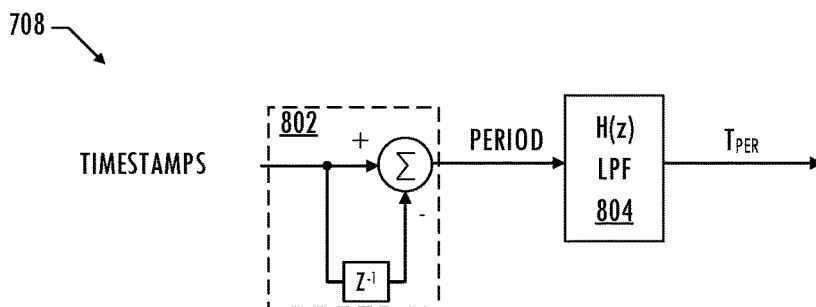 708
802
+
Σ
-
Z-1
TIMESTAMPS
PERIOD
H(z)
LPF
804
TPER